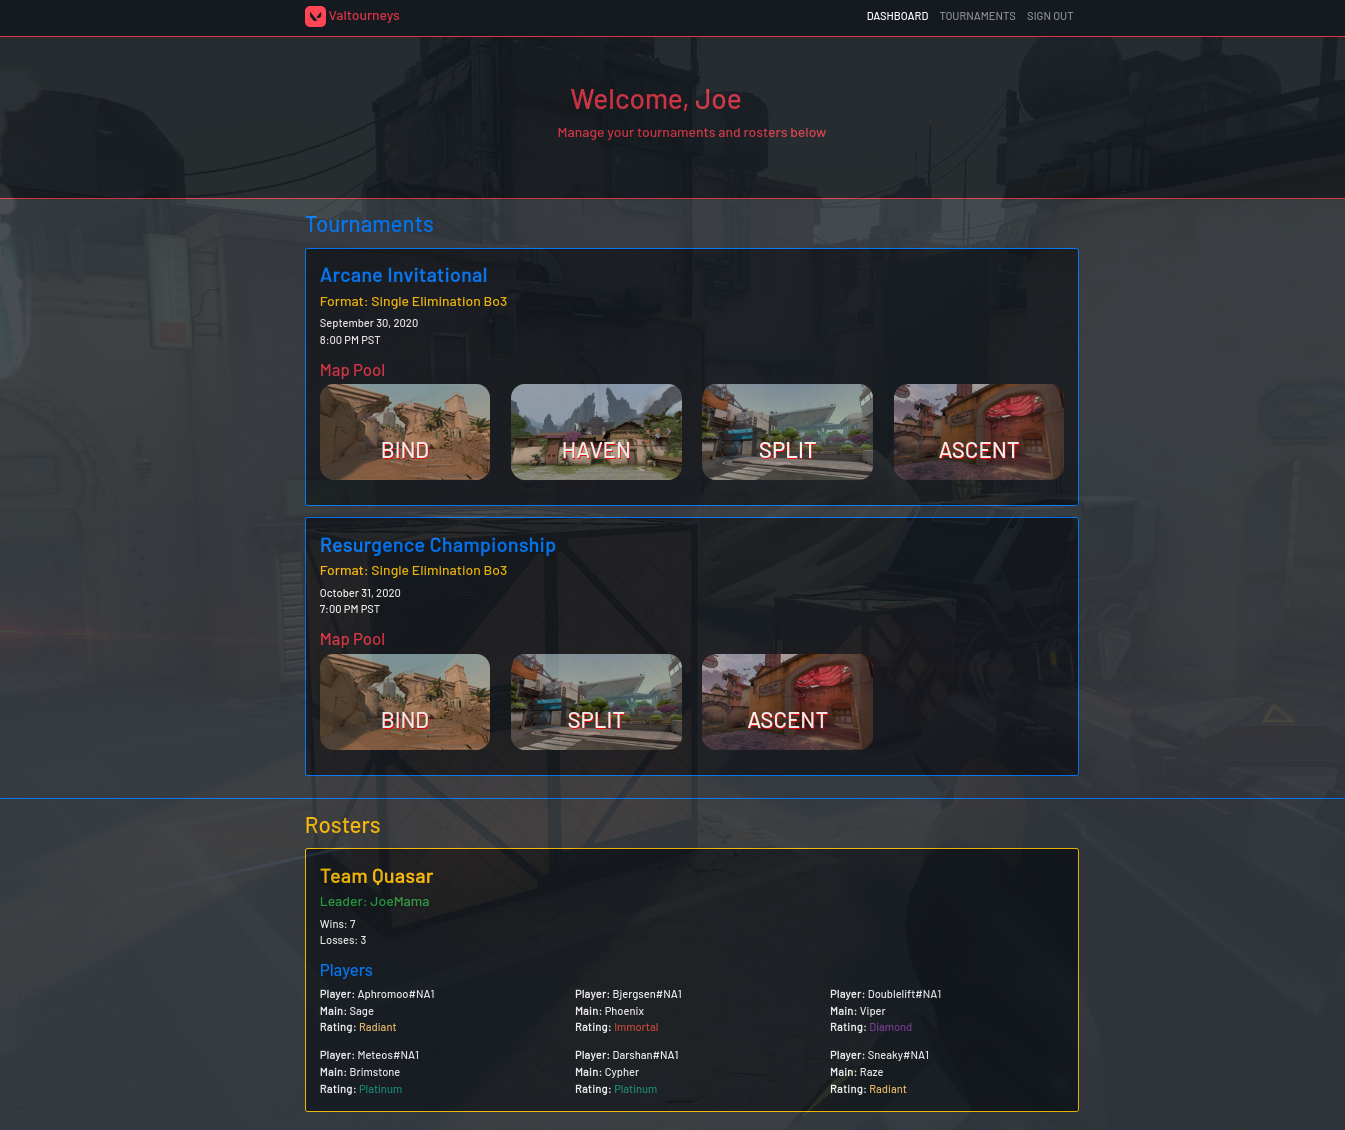 Valtourneys
DASHBOARD TOURNAMENTS SIGN OUT
Welcome, Joe
Manage your tournaments and rosters below
Tournaments
Arcane Invitational
Format: Single Elimination Bo3
September 30, 2020
8:00 PM PST
Map Pool
BIND HAVEN SPLIT ASCENT
Resurgence Championship
Format: Single Elimination Bo3
October 31, 2020
7:00 PM PST
Map Pool
BIND SPLIT ASCENT
Rosters
Team Quasar
Leader: JoeMama
Wins: 7
Losses: 3
Players
Player: Aphromoo#NA1 Player: Bjergsen#NA1 Player: Doublelift#NA1
Main: Sage Main: Phoenix Main: Viper
Rating: Radiant Rating: Immortal Rating: Diamond
Player: Meteos#NA1 Player: Darshan#NA1 Player: Sneaky#NA1
Main: Brimstone Main: Cypher Main: Raze
Rating: Platinum Rating: Platinum Rating: Radiant